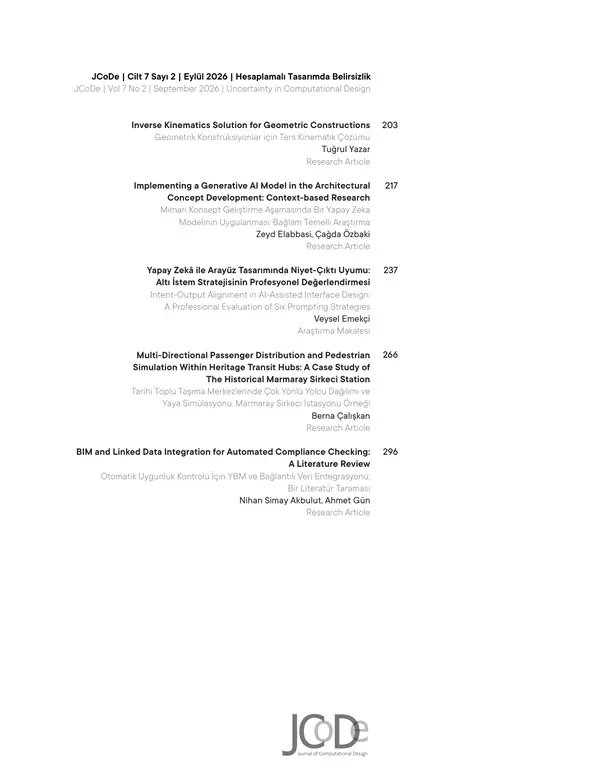 JCoDe | Cilt 7 Sayı 2 | Eylül 2026 | Hesaplamalı Tasarımda Belirsizlik
JCoDe | Vol 7 No 2 | September 2026 | Uncertainty in Computational Design
Inverse Kinematics Solution for Geometric Constructions 203
Geometrik Konstrüksiyonlar için Ters Kinematik Çözümü
Tuğrul Yazar
Research Article
Implementing a Generative AI Model in the Architectural 217
Concept Development: Context-based Research
Mimari Konsept Geliştirme Aşamasında Bir Yapay Zeka
Modelinin Uygulanması: Bağlam Temelli Araştırma
Zeyd Elabbasi, Çağda Özbaki
Research Article
Yapay Zekâ ile Arayüz Tasarımında Niyet-Çıktı Uyumu: 237
Altı İstem Stratejisinin Profesyonel Değerlendirmesi
Intent-Output Alignment in AI-Assisted Interface Design:
A Professional Evaluation of Six Prompting Strategies
Veysel Emekçi
Araştırma Makalesi
Multi-Directional Passenger Distribution and Pedestrian 266
Simulation Within Heritage Transit Hubs: A Case Study of
The Historical Marmaray Sirkeci Station
Tarihi Toplu Taşıma Merkezlerinde Çok Yönlü Yolcu Dağılımı ve
Yaya Simülasyonu: Marmaray Sirkeci İstasyonu Örneği
Berna Çalışkan
Research Article
BIM and Linked Data Integration for Automated Compliance Checking: 296
A Literature Review
Otomatik Uygunluk Kontrolü İçin YBM ve Bağlantılı Veri Entegrasyonu:
Bir Literatür Taraması
Nihan Simay Akbulut, Ahmet Gün
Research Article
JCoDe
Journal of Computational Design